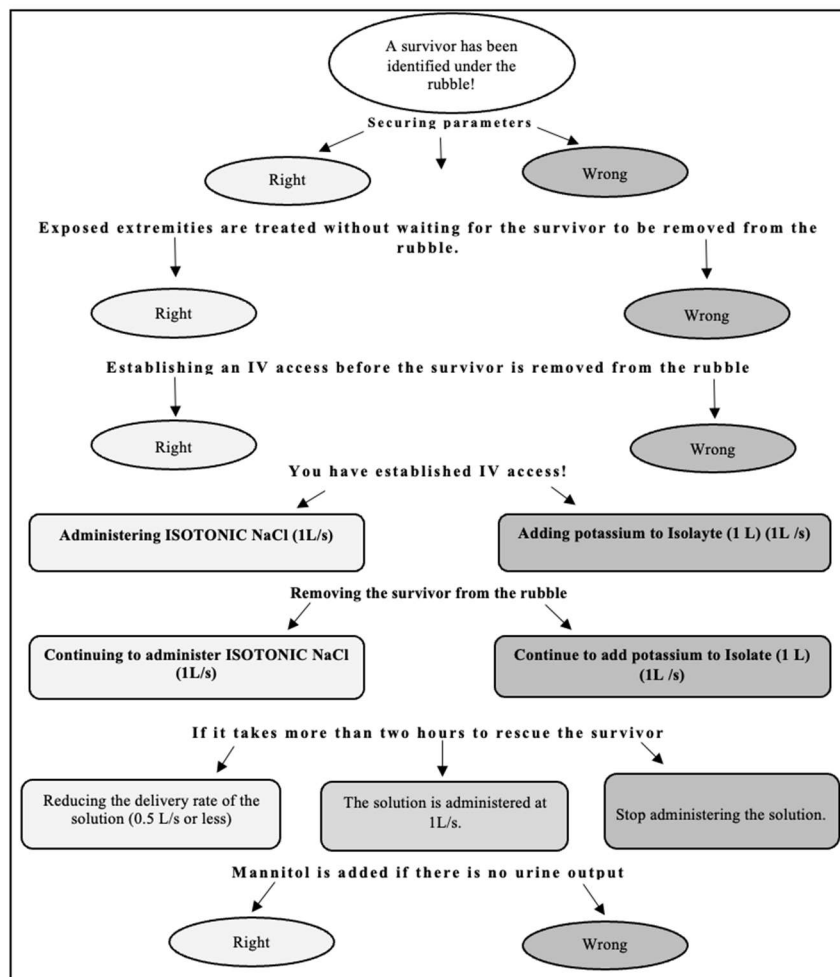 A survivor has been
identified under the
rubble!
Securing parameters
Right
Wrong
Exposed extremities are treated without waiting for the survivor to be removed from the
rubble.
Right
Wrong
Establishing an IV access before the survivor is removed from the rubble
Right
Wrong
You have established IV access!
Administering ISOTONIC NaCl (1L/s)
Adding potassium to Isolayte (1 L) (1L /s)
Removing the survivor from the rubble
Continuing to administer ISOTONIC NaCl
(1L/s)
Continue to add potassium to Isolate (1 L)
(1L /s)
If it takes more than two hours to rescue the survivor
Reducing the delivery rate of the
solution (0.5 L/s or less)
The solution is administered at
1L/s.
Stop administering the solution.
Mannitol is added if there is no urine output
Right
Wrong